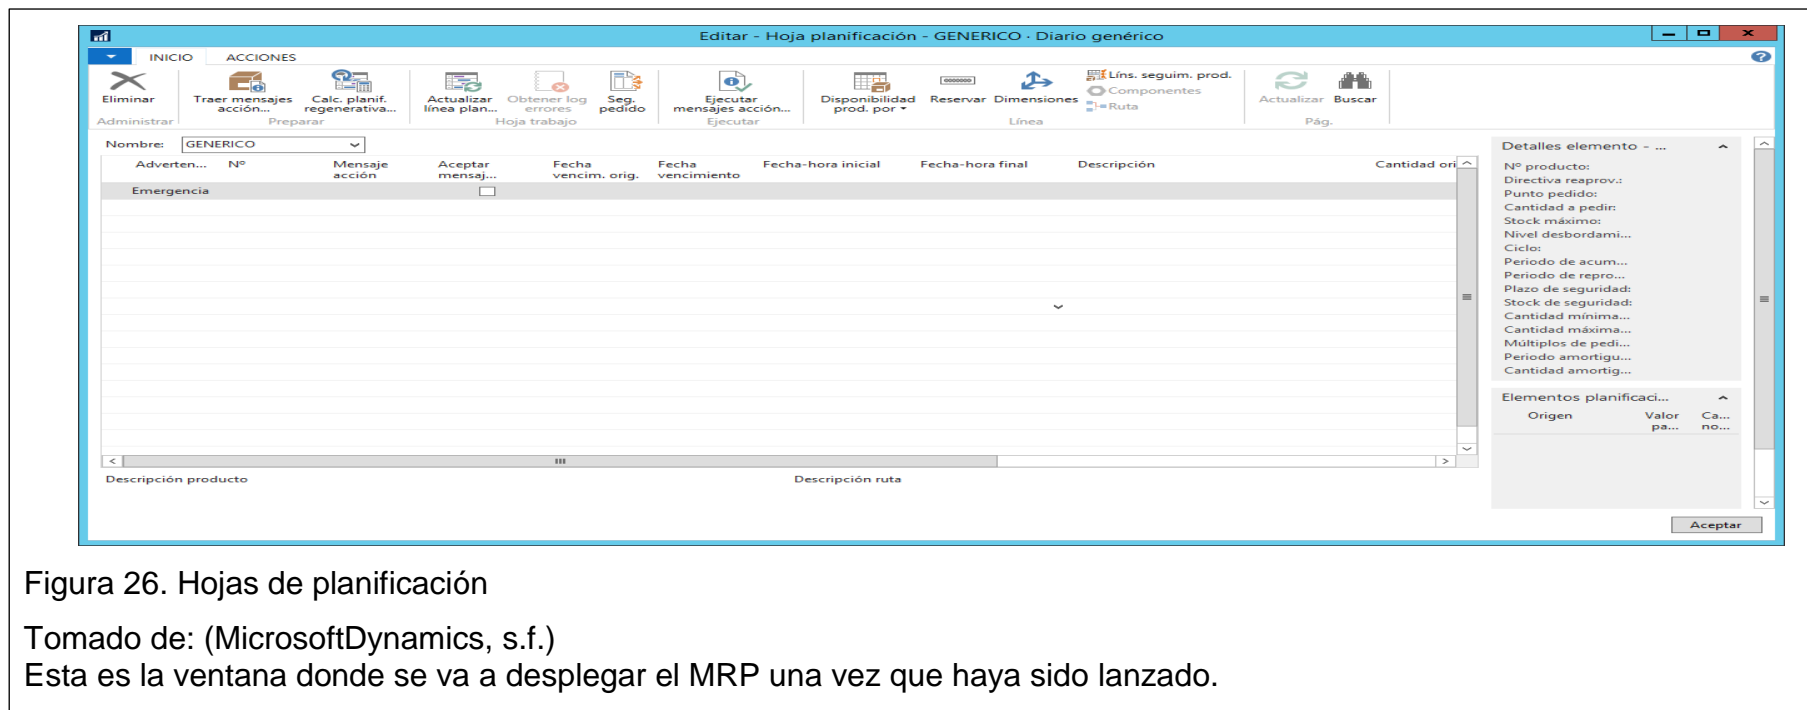 Editar - Hoja planificación - GENERICO · Diario genérico
INICIO ACCIONES
Eliminar
Traer mensajes acción...
Calc. planif. regenerativa...
Actualizar línea plan...
Obtener log errores
Seg. pedido
Ejecutar mensajes acción...
Disponibilidad prod. por
Reservar
Dimensiones
Líns. seguim. prod.
Componentes
Ruta
Actualizar
Buscar
Administrar Preparar Hoja trabajo Ejecutar Línea Pág.
Nombre: GENERICO
Adverten... Nº Mensaje acción Aceptar mensaj... Fecha vencim. orig. Fecha vencimiento Fecha-hora inicial Fecha-hora final Descripción Cantidad ori
Emergencia
Descripción producto Descripción ruta
Detalles elemento - ...
Nº producto:
Directiva reaprov.:
Punto pedido:
Cantidad a pedir:
Stock máximo:
Nivel desbordami...
Ciclo:
Periodo de acum...
Periodo de repro...
Plazo de seguridad:
Stock de seguridad:
Cantidad mínima...
Cantidad máxima...
Múltiplos de pedi...
Periodo amortigu...
Cantidad amortig...
Elementos planificaci...
Origen Valor pa... Ca... no...
Aceptar
Figura 26. Hojas de planificación
Tomado de: (MicrosoftDynamics, s.f.)
Esta es la ventana donde se va a desplegar el MRP una vez que haya sido lanzado.